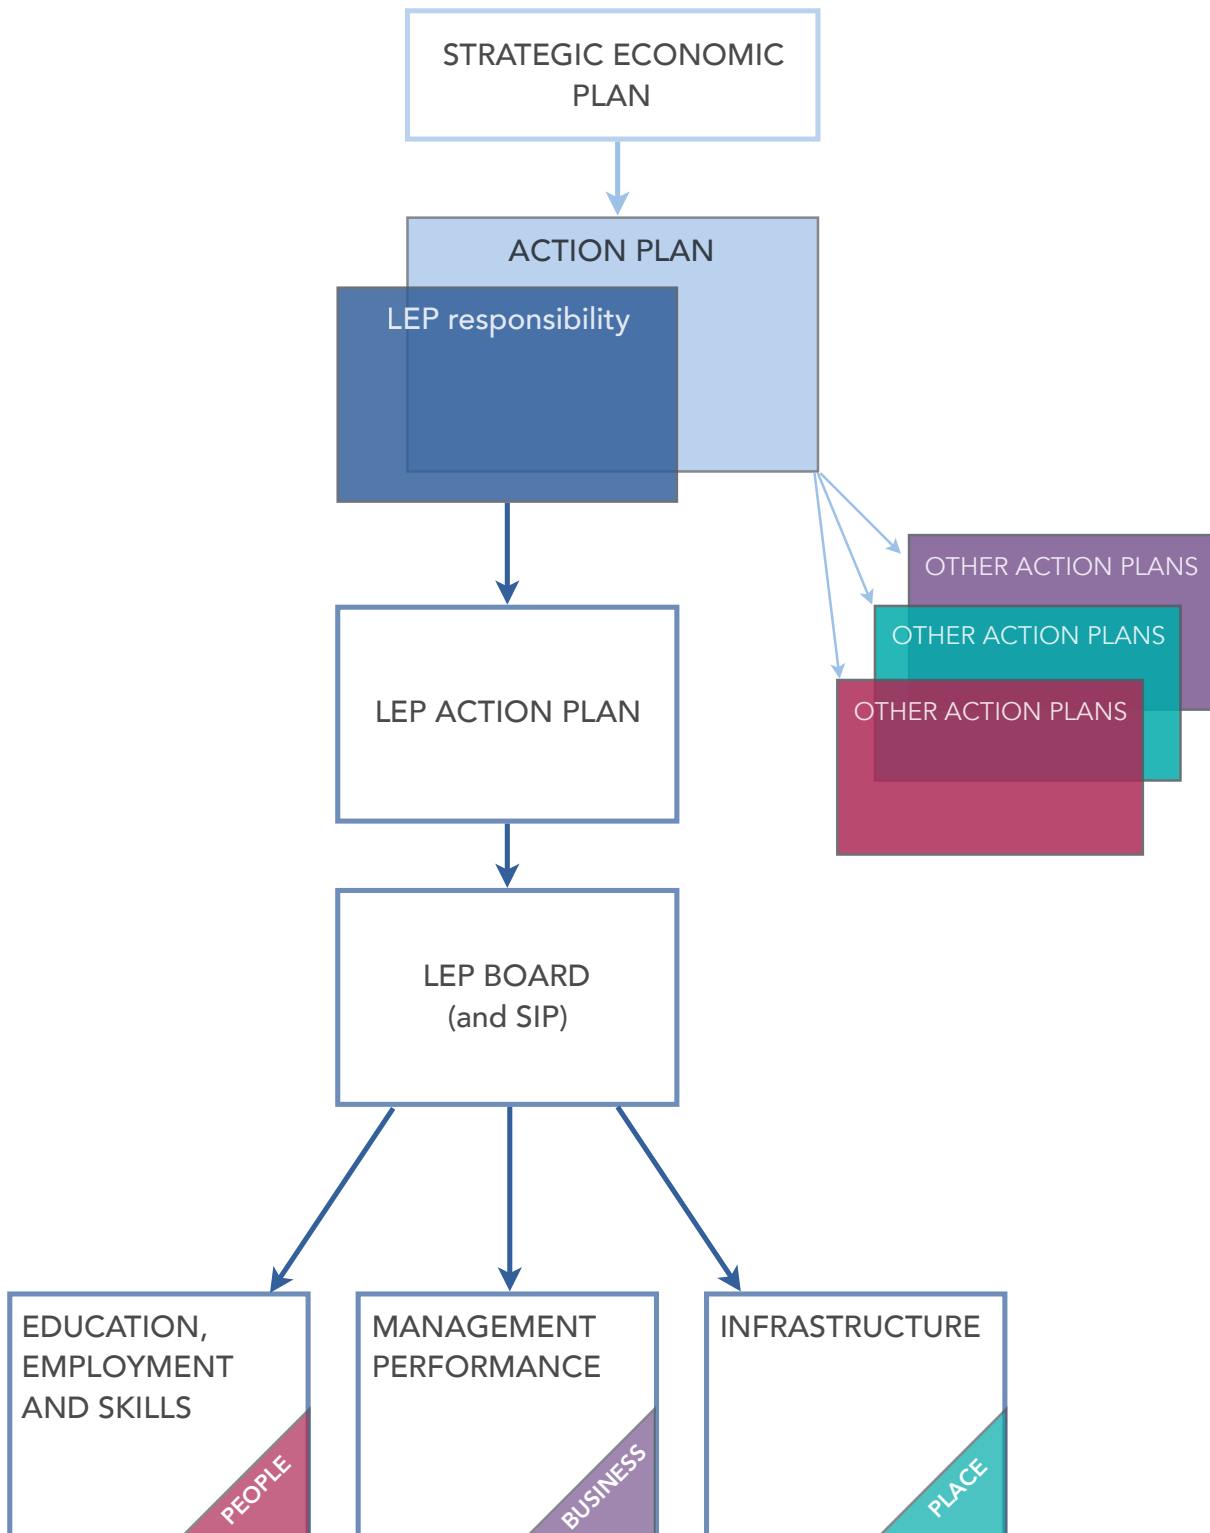 STRATEGIC ECONOMIC
PLAN
ACTION PLAN
LEP responsibility
OTHER ACTION PLANS
OTHER ACTION PLANS
OTHER ACTION PLANS
LEP ACTION PLAN
LEP BOARD
(and SIP)
EDUCATION,
EMPLOYMENT
AND SKILLS
PEOPLE
MANAGEMENT
PERFORMANCE
BUSINESS
INFRASTRUCTURE
PLACE